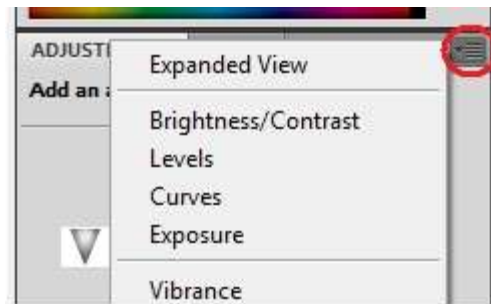 ADJUSTI
Expanded View
Add an a
Brightness/Contrast
Levels
Curves
Exposure
Vibrance